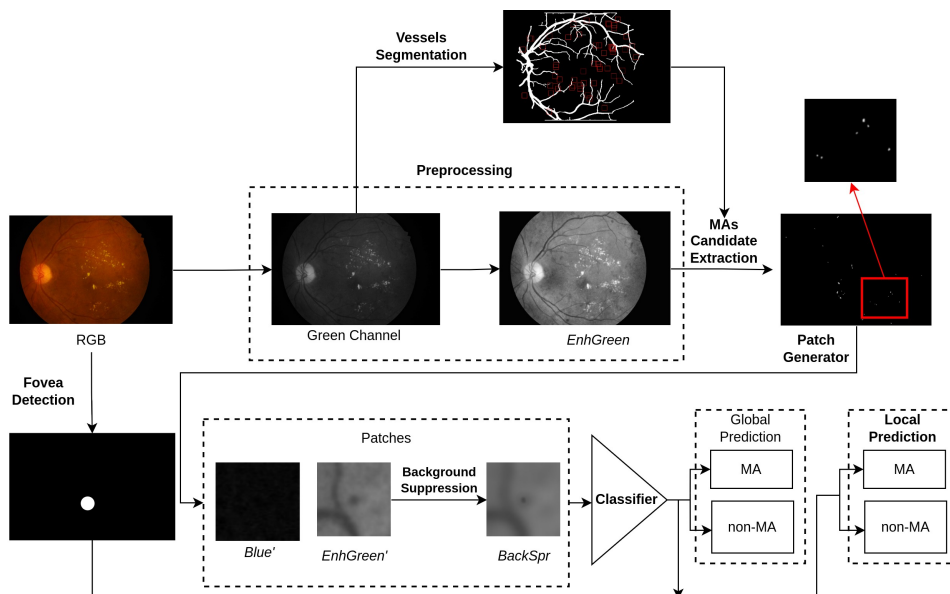 Vessels
Segmentation
Preprocessing
MAs
Candidate
Extraction
Green Channel
EnhGreen
RGB
Patch
Generator
Fovea
Detection
Patches
Background
Suppression
Blue'
EnhGreen'
BackSpr
Classifier
Global
Prediction
MA
non-MA
Local
Prediction
MA
non-MA